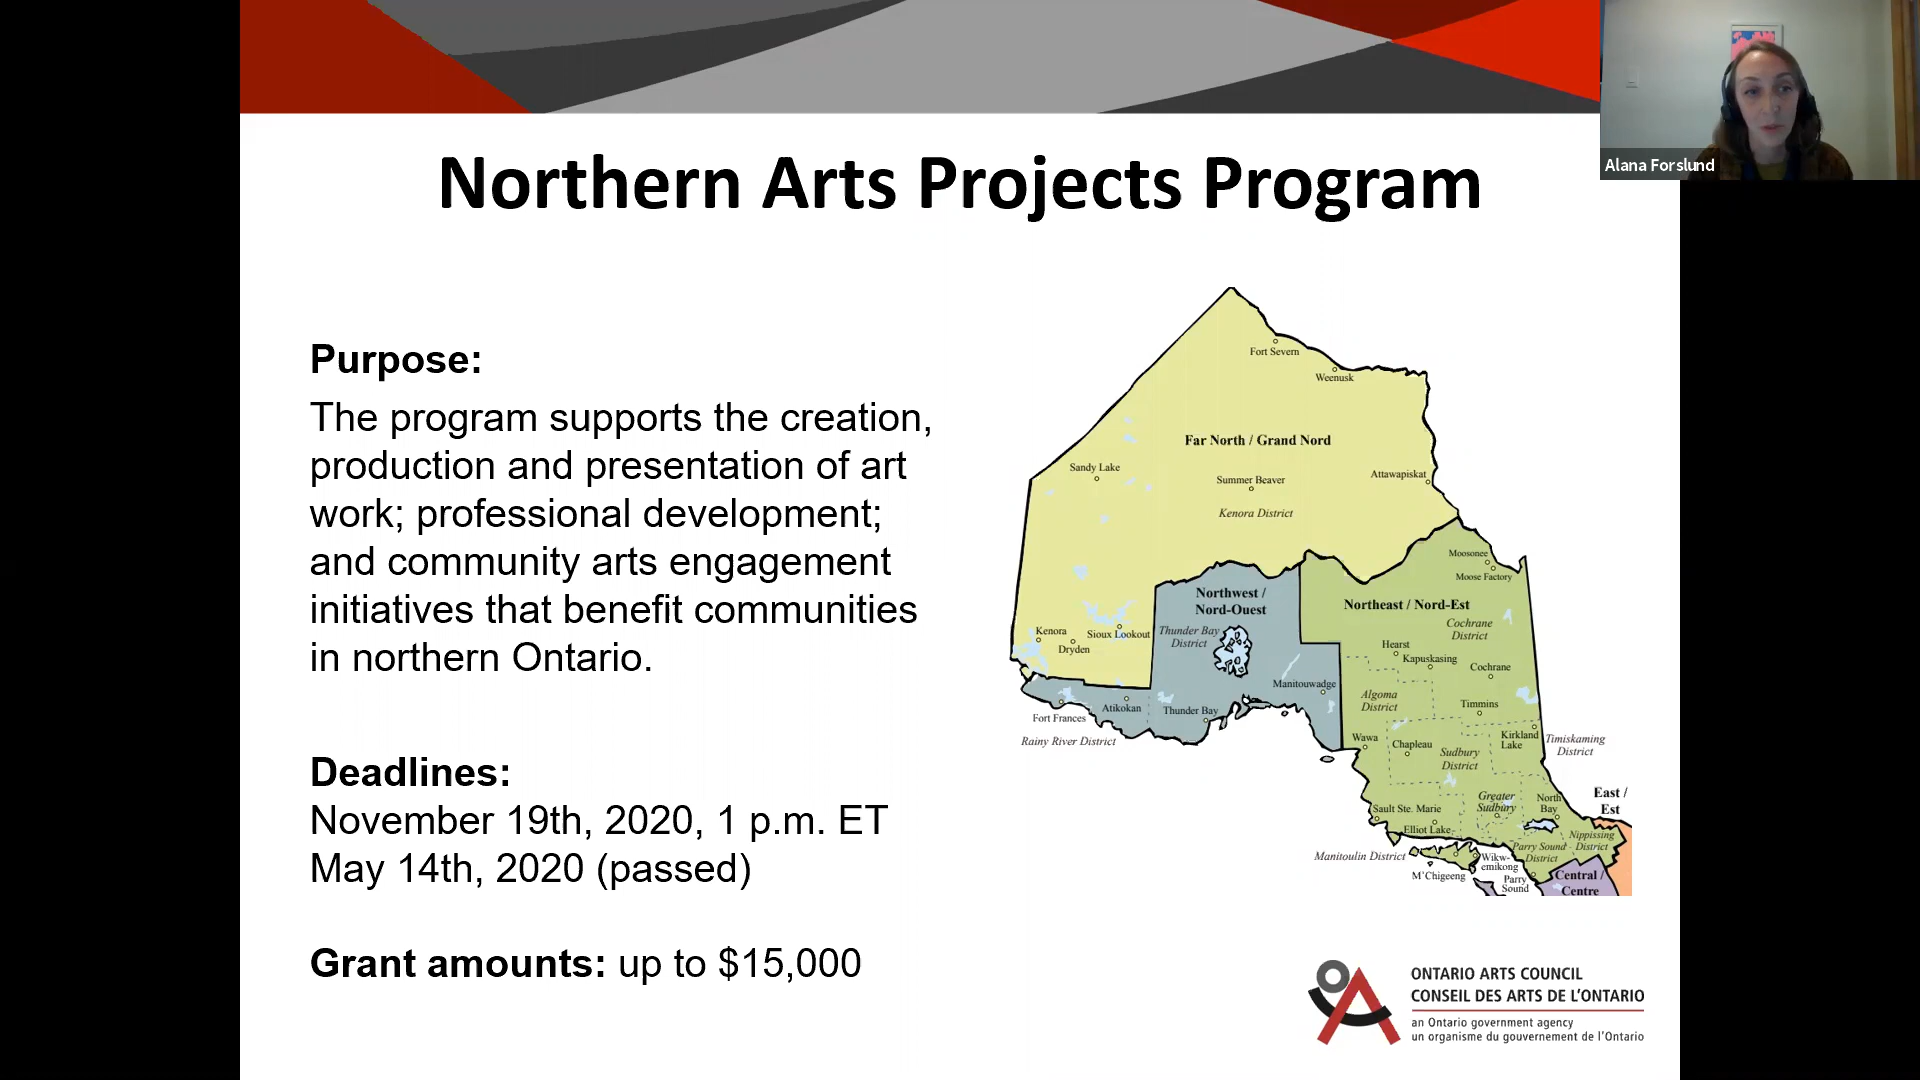 Northern Arts Projects Program
Alana Forslund
Purpose:
The program supports the creation,
production and presentation of art
work; professional development;
and community arts engagement
initiatives that benefit communities
in northern Ontario.
Deadlines:
November 19th, 2020, 1 p.m. ET
May 14th, 2020 (passed)
Grant amounts: up to $15,000
Fort Severn
Weenusk
Far North / Grand Nord
Sandy Lake
Summer Beaver
Attawapiskat
Kenora District
Moosonee
Moose Factory
Northwest /
Nord-Ouest
Northeast / Nord-Est
Cochrane
District
Kenora
Sioux Lookout
Dryden
Thunder Bay
District
Hearst
Kapuskasing
Cochrane
Manitouwadge
Algoma
District
Timmins
Fort Frances
Atikokan
Thunder Bay
Rainy River District
Wawa
Chapleau
Sudbury
District
Kirkland
Lake
Timiskaming
District
East /
Est
Greater
Sudbury
North
Bay
Sault Ste. Marie
Elliot Lake
Nippissing
District
Parry Sound
District
Manitoulin District
Wikw-
emikong
M'Chigeeng
Parry
Sound
Central /
Centre
ONTARIO ARTS COUNCIL
CONSEIL DES ARTS DE L'ONTARIO
an Ontario government agency
un organisme du gouvernement de l'Ontario